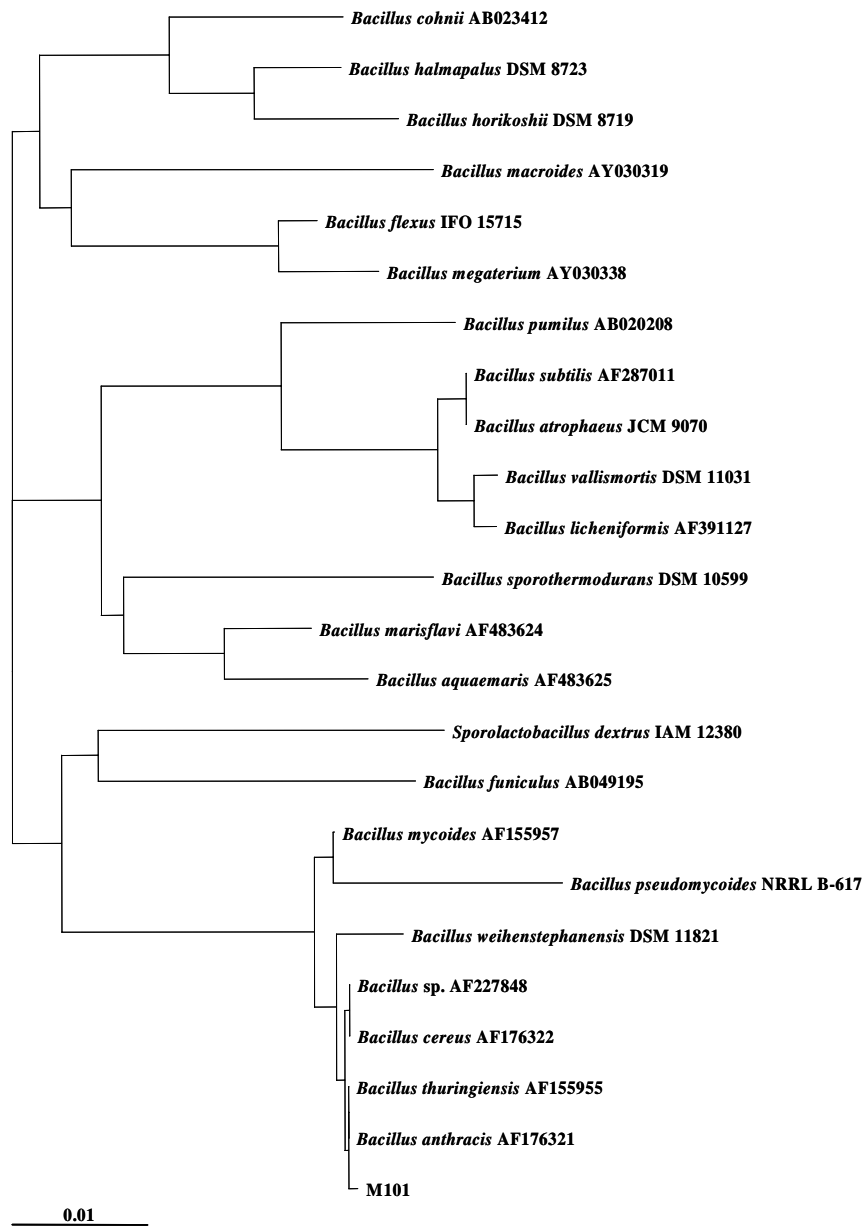 Bacillus cohnii AB023412
Bacillus halmapalus DSM 8723
Bacillus horikoshii DSM 8719
Bacillus macroides AY030319
Bacillus flexus IFO 15715
Bacillus megaterium AY030338
Bacillus pumilus AB020208
Bacillus subtilis AF287011
Bacillus atrophaeus JCM 9070
Bacillus vallismortis DSM 11031
Bacillus licheniformis AF391127
Bacillus sporothermodurans DSM 10599
Bacillus marisflavi AF483624
Bacillus aquaemaris AF483625
Sporolactobacillus dextrus IAM 12380
Bacillus funiculus AB049195
Bacillus mycoides AF155957
Bacillus pseudomycoides NRRL B-617
Bacillus weihenstephanensis DSM 11821
Bacillus sp. AF227848
Bacillus cereus AF176322
Bacillus thuringiensis AF155955
Bacillus anthracis AF176321
M101
0.01